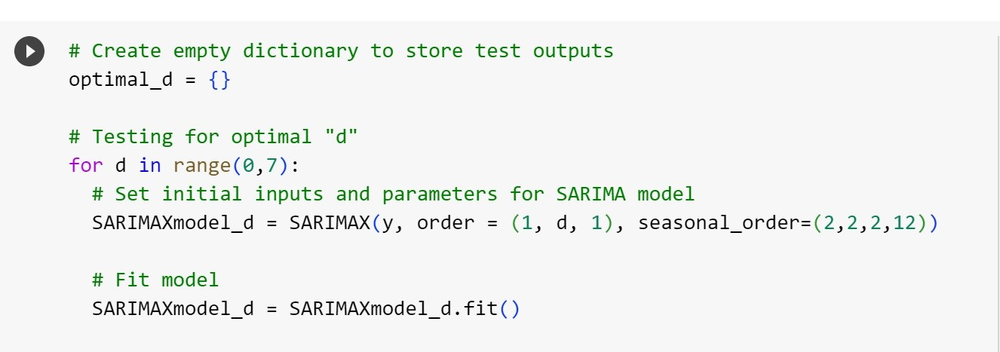 # Create empty dictionary to store test outputs
optimal_d = {}
# Testing for optimal "d"
for d in range(0,7):
  # Set initial inputs and parameters for SARIMA model
  SARIMAXmodel_d = SARIMAX(y, order = (1, d, 1), seasonal_order=(2,2,2,12))
  # Fit model
  SARIMAXmodel_d = SARIMAXmodel_d.fit()